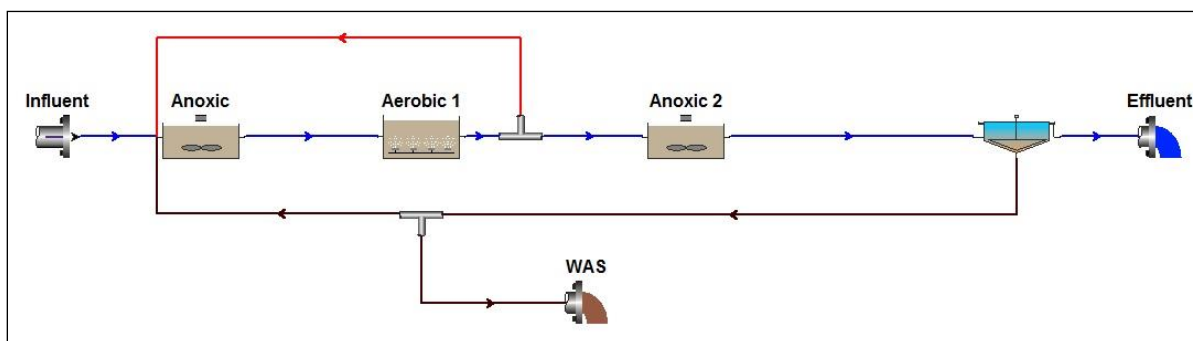 Influent
Anoxic
Aerobic 1
Anoxic 2
Effluent
WAS